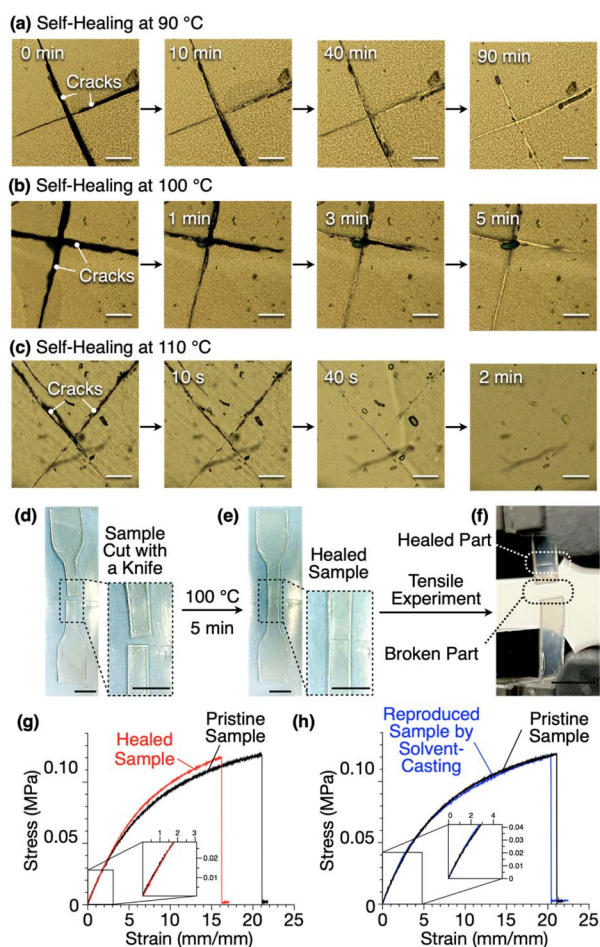 (a) Self-Healing at 90 °C
0 min
10 min
40 min
90 min
Cracks
(b) Self-Healing at 100 °C
1 min
3 min
5 min
Cracks
(c) Self-Healing at 110 °C
Cracks
10 s
40 s
2 min
(d)
Sample
Cut with
a Knife
100 °C
5 min
(e)
Healed
Sample
Tensile
Experiment
(f)
Healed Part
Broken Part
(g)
Healed
Sample
Pristine
Sample
Stress (MPa)
0.10
0.05
0
1 2 3
0.02
0.01
0 5 10 15 20 25
Strain (mm/mm)
(h)
Reproduced
Sample by
Solvent-
Casting
Pristine
Sample
Stress (MPa)
0.10
0.05
0
0 2 4
0.04
0.03
0.02
0.01
0
0 5 10 15 20 25
Strain (mm/mm)